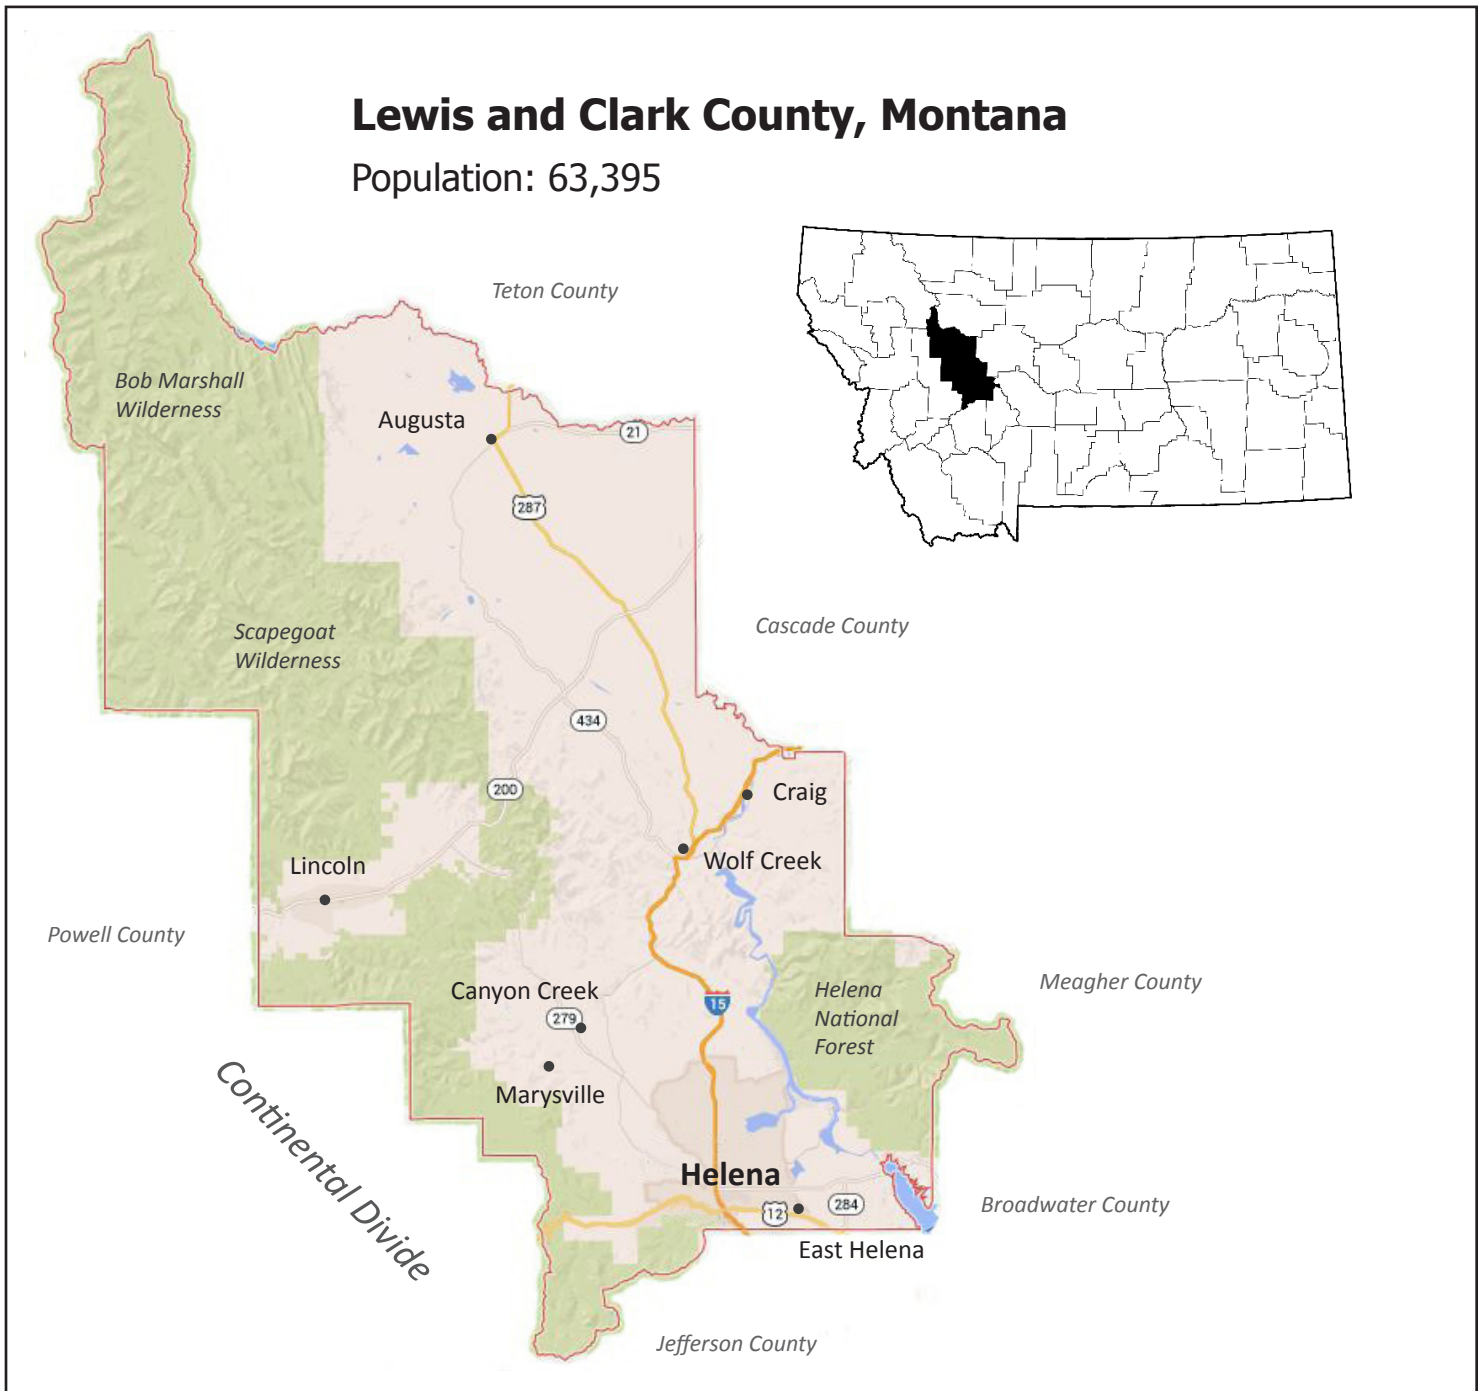 Lewis and Clark County, Montana
Population: 63,395
Teton County
Bob Marshall
Wilderness
Augusta
21
287
Scapegoat
Wilderness
Cascade County
434
200
Craig
Lincoln
Wolf Creek
Powell County
Canyon Creek
279
15
Helena
National
Forest
Meagher County
Marysville
Continental Divide
Helena
12
284
Broadwater County
East Helena
Jefferson County